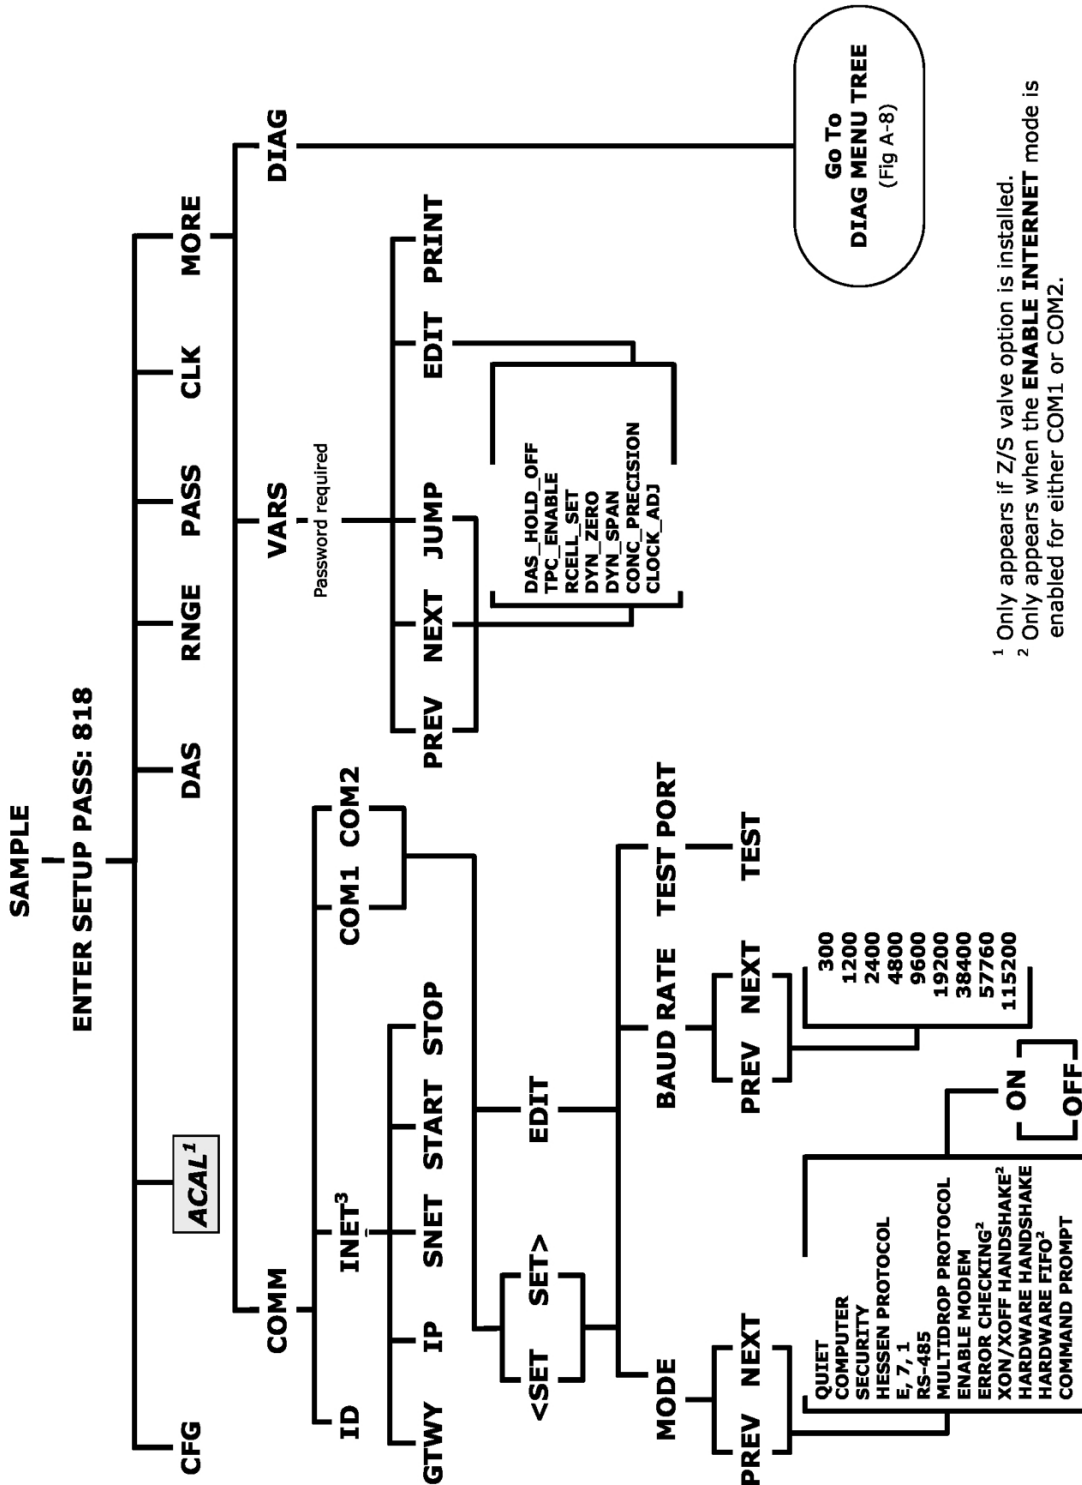 SAMPLE
ENTER SETUP PASS: 818
CFG ACAL¹ DAS RNGE PASS CLK MORE
COMM VARS DIAG
Password required
ID INET³ COM1 COM2
GTWY IP SNET START STOP
PREV NEXT JUMP EDIT PRINT
<SET SET> EDIT
DAS_HOLD_OFF
TPC_ENABLE
RCELL_SET
DYN_ZERO
DYN_SPAN
CONC_PRECISION
CLOCK_ADJ
MODE BAUD RATE TEST PORT
PREV NEXT PREV NEXT TEST
QUIET
COMPUTER
SECURITY
HESSEN PROTOCOL
E, 7, 1
RS-485
MULTIDROP PROTOCOL
ENABLE MODEM
ERROR CHECKING²
XON/XOFF HANDSHAKE²
HARDWARE HANDSHAKE
HARDWARE FIFO²
COMMAND PROMPT
ON
OFF
300
1200
2400
4800
9600
19200
38400
57760
115200
Go To
DIAG MENU TREE
(Fig A-8)
¹ Only appears if Z/S valve option is installed.
² Only appears when the ENABLE INTERNET mode is
enabled for either COM1 or COM2.